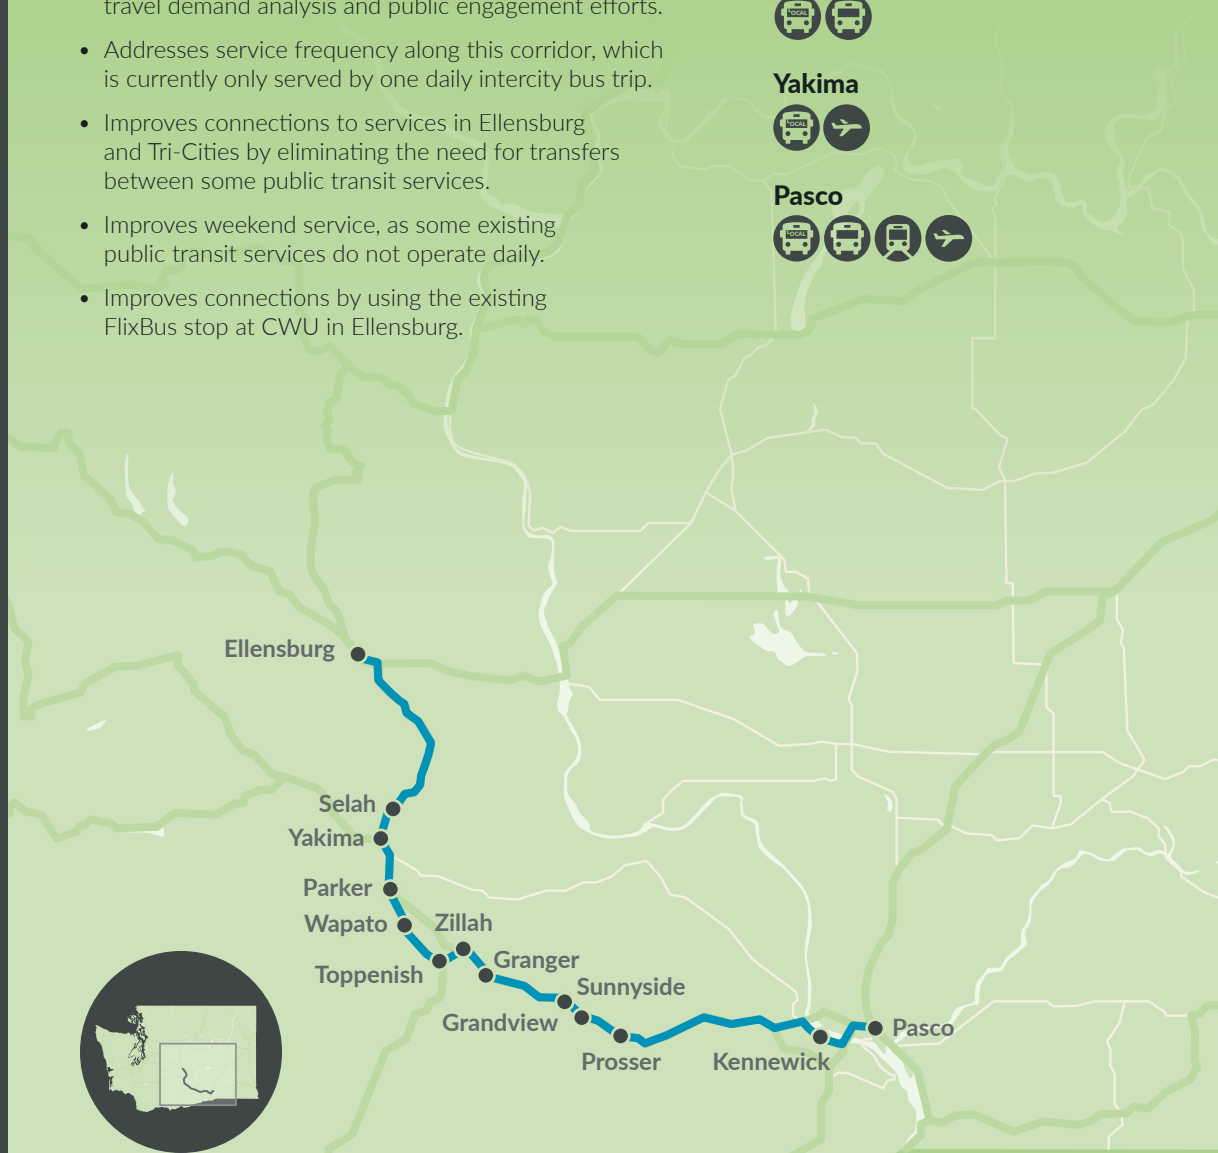 travel demand analysis and public engagement efforts.
• Addresses service frequency along this corridor, which
is currently only served by one daily intercity bus trip.
• Improves connections to services in Ellensburg
and Tri-Cities by eliminating the need for transfers
between some public transit services.
• Improves weekend service, as some existing
public transit services do not operate daily.
• Improves connections by using the existing
FlixBus stop at CWU in Ellensburg.
LOCAL
Yakima
LOCAL
Pasco
LOCAL
Ellensburg
Selah
Yakima
Parker
Wapato
Zillah
Toppenish
Granger
Sunnyside
Grandview
Prosser
Kennewick
Pasco